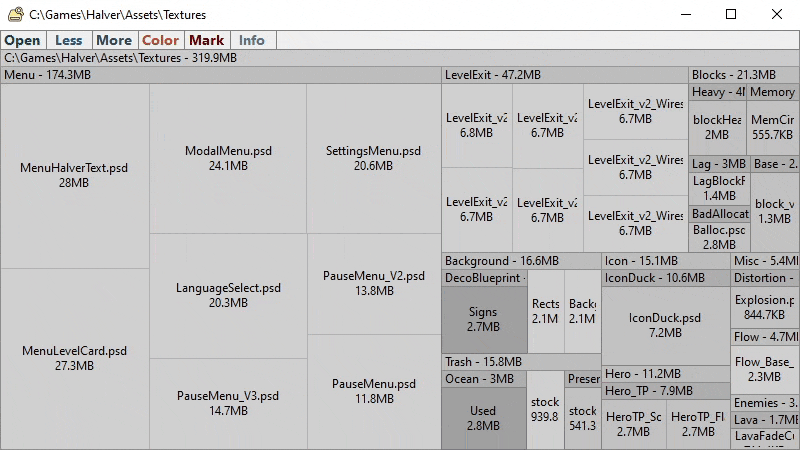 C:\Games\Halver\Assets\Textures
Open Less More Color Mark Info
C:\Games\Halver\Assets\Textures - 319.9MB
Menu - 174.3MB
MenuHalverText.psd
28MB
MenuLevelCard.psd
27.3MB
ModalMenu.psd
24.1MB
SettingsMenu.psd
20.6MB
LanguageSelect.psd
20.3MB
PauseMenu_V3.psd
14.7MB
PauseMenu_V2.psd
13.8MB
PauseMenu.psd
11.8MB
LevelExit - 47.2MB
LevelExit_v2
6.8MB
LevelExit_v2
6.7MB
LevelExit_v2
6.7MB
LevelExit_v2
6.7MB
LevelExit_v2_Wires
6.7MB
LevelExit_v2_Wires
6.7MB
LevelExit_v2_Wires
6.7MB
Blocks - 21.3MB
Heavy - 4M
blockHea
2MB
Memory
MemCir
555.7KB
Lag - 3MB
LagBlockF
1.4MB
BadAllocat
Balloc.psd
2.8MB
Base - 2.
block_v
1.3MB
Background - 16.6MB
DecoBlueprint -
Signs
2.7MB
Rects
2.1M
Back
2.1M
Trash - 15.8MB
Ocean - 3MB
Used
2.8MB
stock
939.8
Presen
stock
541.3
Icon - 15.1MB
IconDuck - 10.6MB
IconDuck.psd
7.2MB
Hero - 11.2MB
Hero_TP - 7.9MB
HeroTP_Sc
2.7MB
HeroTP_Fl
2.7MB
Misc - 5.4MB
Distortion -
Explosion.p
844.7KB
Flow - 4.7M
Flow_Base_
2.3MB
Enemies - 3.
Lava - 1.7MB
LavaFadeCo